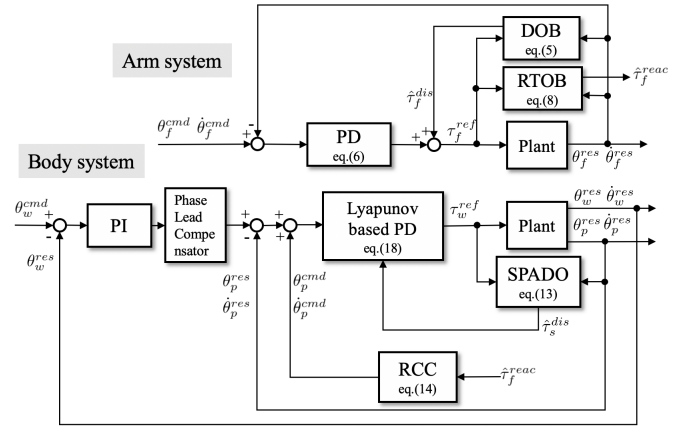 Arm system
DOB
eq.(5)
RTOB
eq.(8)
τ̂_f^{reac}
τ̂_f^{dis}
θ_f^{cmd} θ̇_f^{cmd}
-
+
PD
eq.(6)
+
+
τ_f^{ref}
Plant
θ_f^{res} θ̇_f^{res}
Body system
θ_w^{cmd}
+
-
θ_w^{res}
PI
Phase
Lead
Compe
nsator
+
-
+
+
θ_p^{res}
θ̇_p^{res}
θ_p^{cmd}
θ̇_p^{cmd}
Lyapunov
based PD
eq.(18)
τ_w^{ref}
Plant
θ_w^{res} θ̇_w^{res}
θ_p^{res} θ̇_p^{res}
SPADO
eq.(13)
τ̂_s^{dis}
RCC
eq.(14)
τ̂_f^{reac}